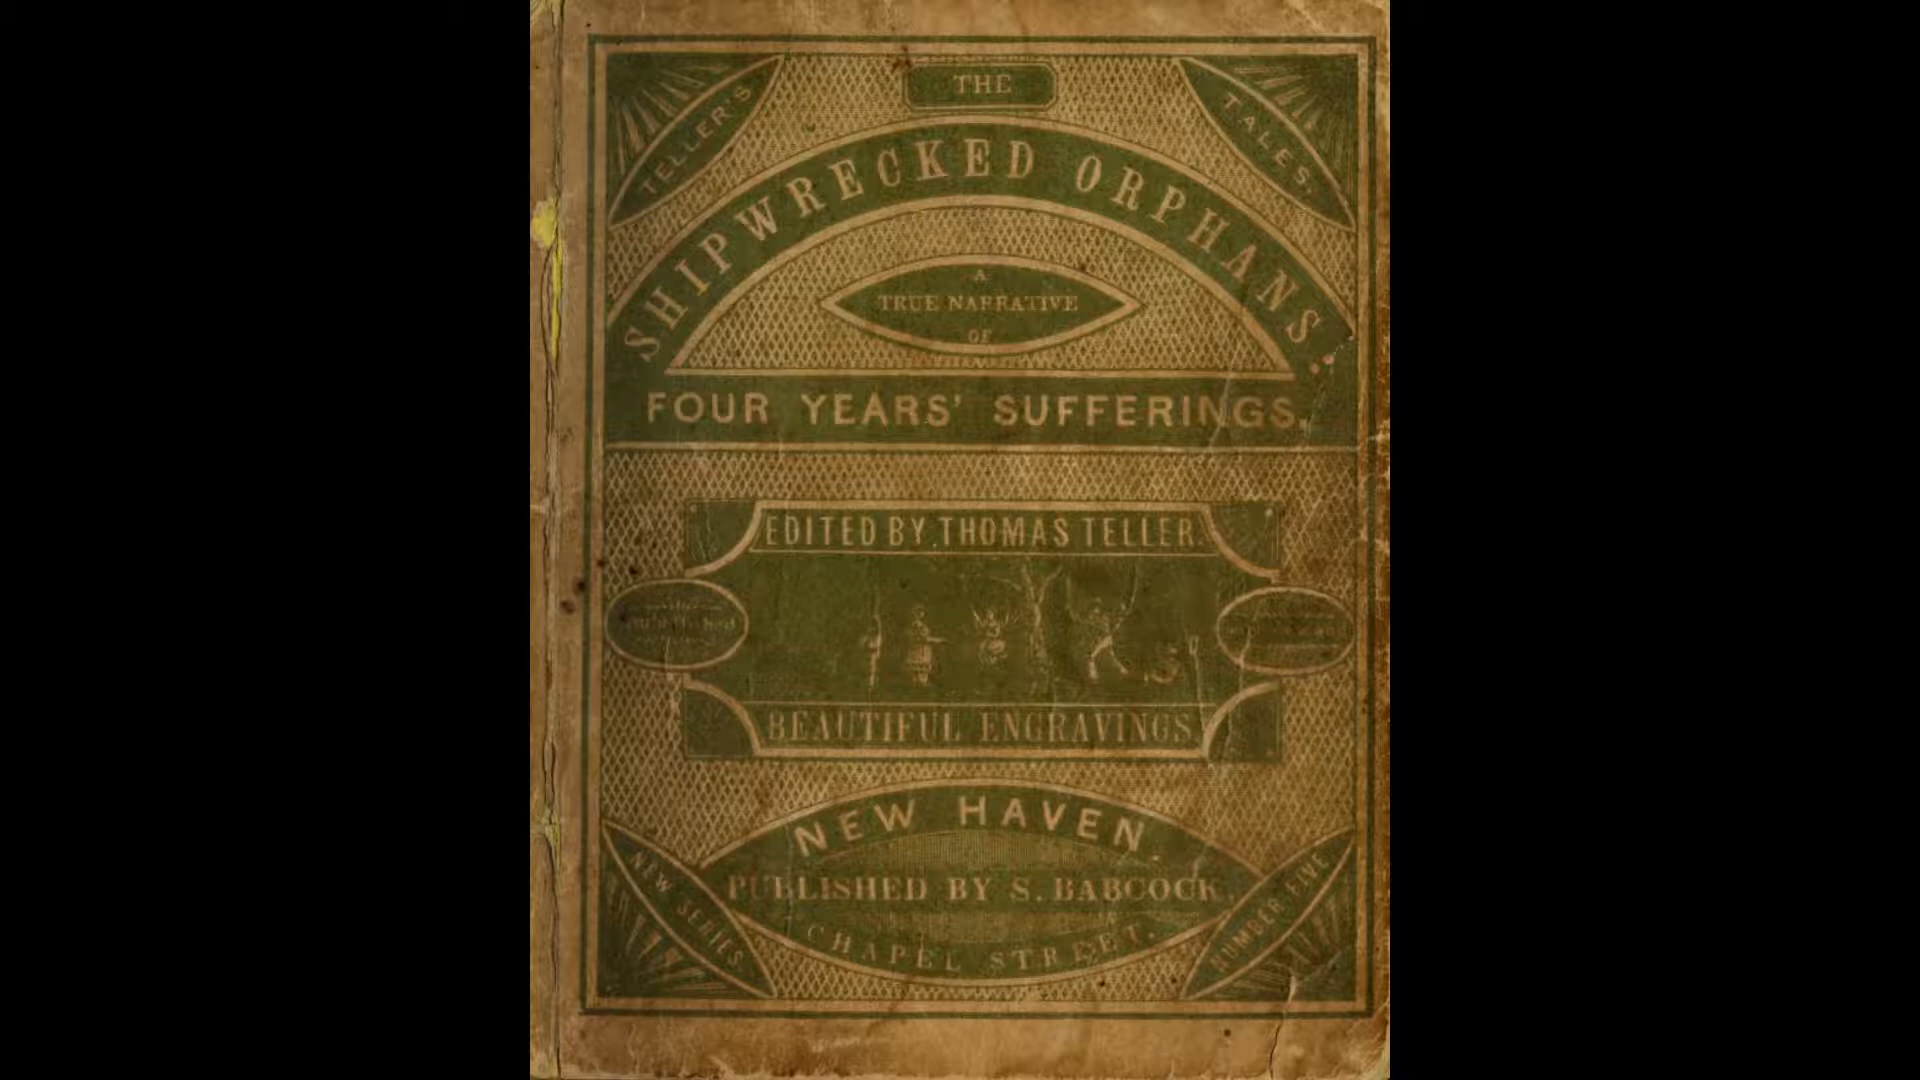 TELLER'S
THE
TALES.
SHIPWRECKED ORPHANS.
A
TRUE NARRATIVE
OF
FOUR YEARS' SUFFERINGS.
EDITED BY THOMAS TELLER.
BEAUTIFUL ENGRAVINGS.
NEW HAVEN.
PUBLISHED BY S. BABCOCK.
CHAPEL STREET.
NEW SERIES.
NUMBER FIVE